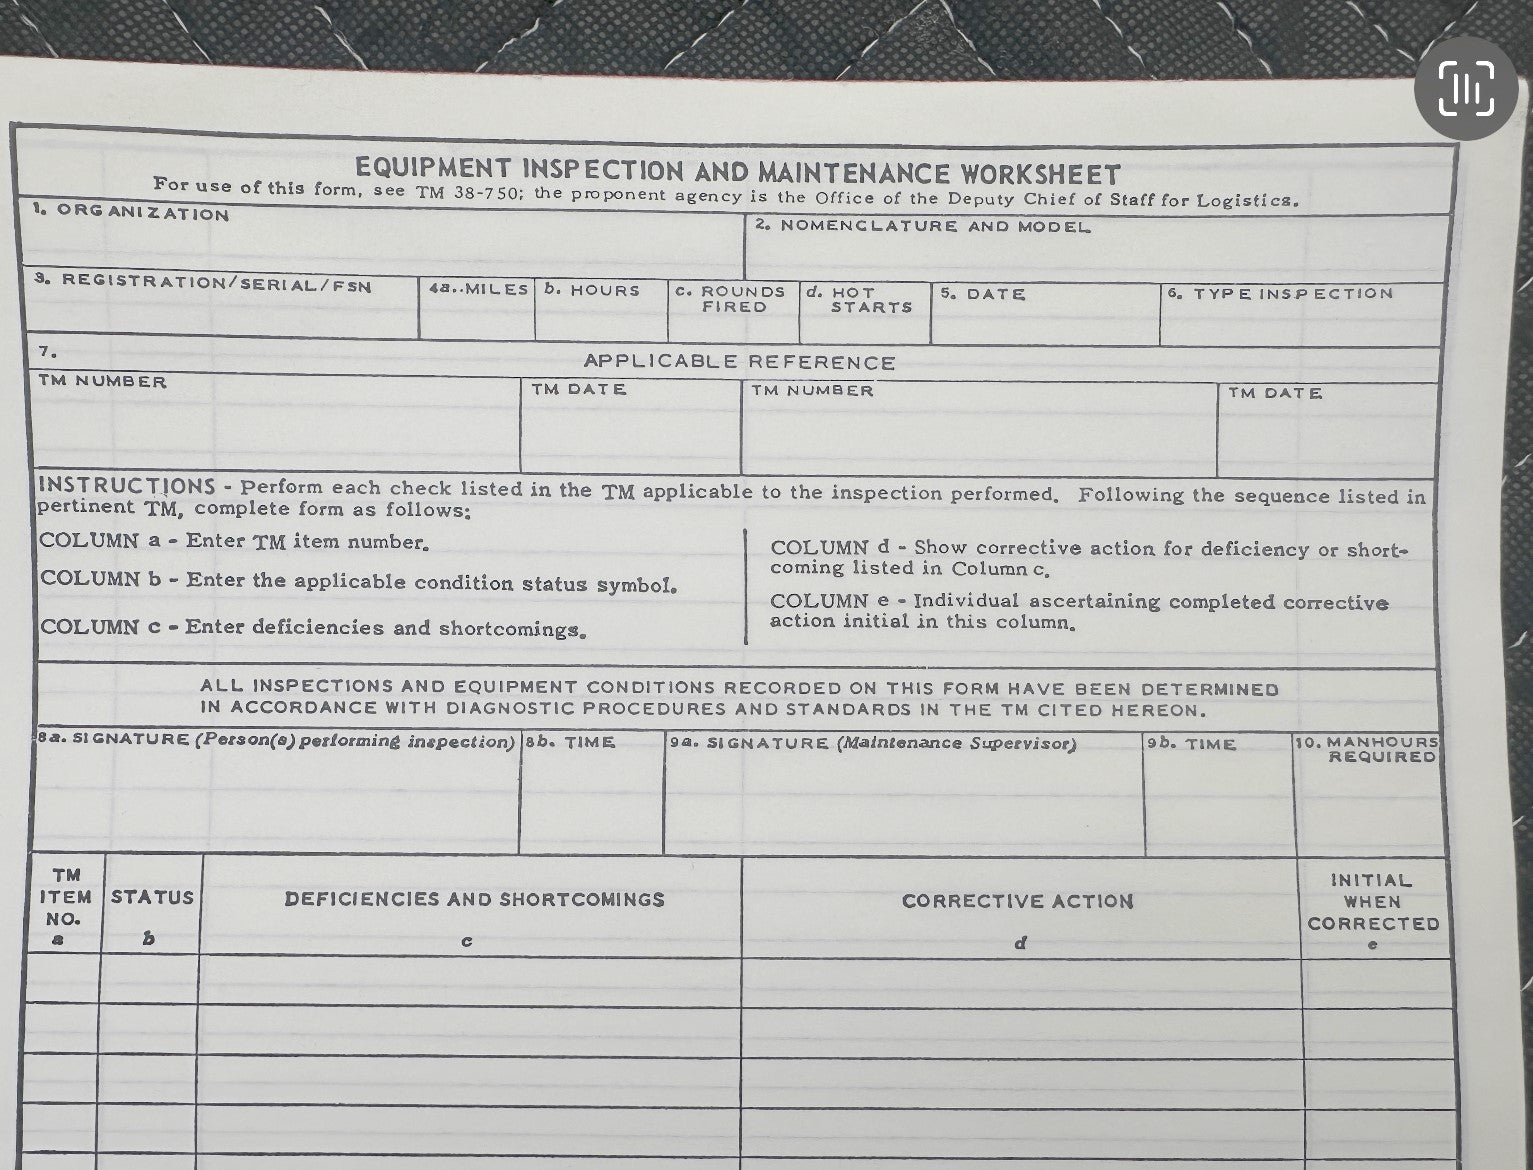 EQUIPMENT INSPECTION AND MAINTENANCE WORKSHEET
For use of this form, see TM 38-750; the proponent agency is the Office of the Deputy Chief of Staff for Logistics.
1. ORGANIZATION
2. NOMENCLATURE AND MODEL
3. REGISTRATION/SERIAL/FSN
4a. MILES
b. HOURS
c. ROUNDS
FIRED
d. HOT
STARTS
5. DATE
6. TYPE INSPECTION
7.
APPLICABLE REFERENCE
TM NUMBER
TM DATE
TM NUMBER
TM DATE
INSTRUCTIONS - Perform each check listed in the TM applicable to the inspection performed. Following the sequence listed in
pertinent TM, complete form as follows:
COLUMN a - Enter TM item number.
COLUMN b - Enter the applicable condition status symbol.
COLUMN c - Enter deficiencies and shortcomings.
COLUMN d - Show corrective action for deficiency or short-
coming listed in Column c.
COLUMN e - Individual ascertaining completed corrective
action initial in this column.
ALL INSPECTIONS AND EQUIPMENT CONDITIONS RECORDED ON THIS FORM HAVE BEEN DETERMINED
IN ACCORDANCE WITH DIAGNOSTIC PROCEDURES AND STANDARDS IN THE TM CITED HEREON.
8a. SIGNATURE (Person(s) performing inspection)
8b. TIME
9a. SIGNATURE (Maintenance Supervisor)
9b. TIME
10. MANHOURS
REQUIRED
TM
ITEM
NO.
a
STATUS
b
DEFICIENCIES AND SHORTCOMINGS
c
CORRECTIVE ACTION
d
INITIAL
WHEN
CORRECTED
e